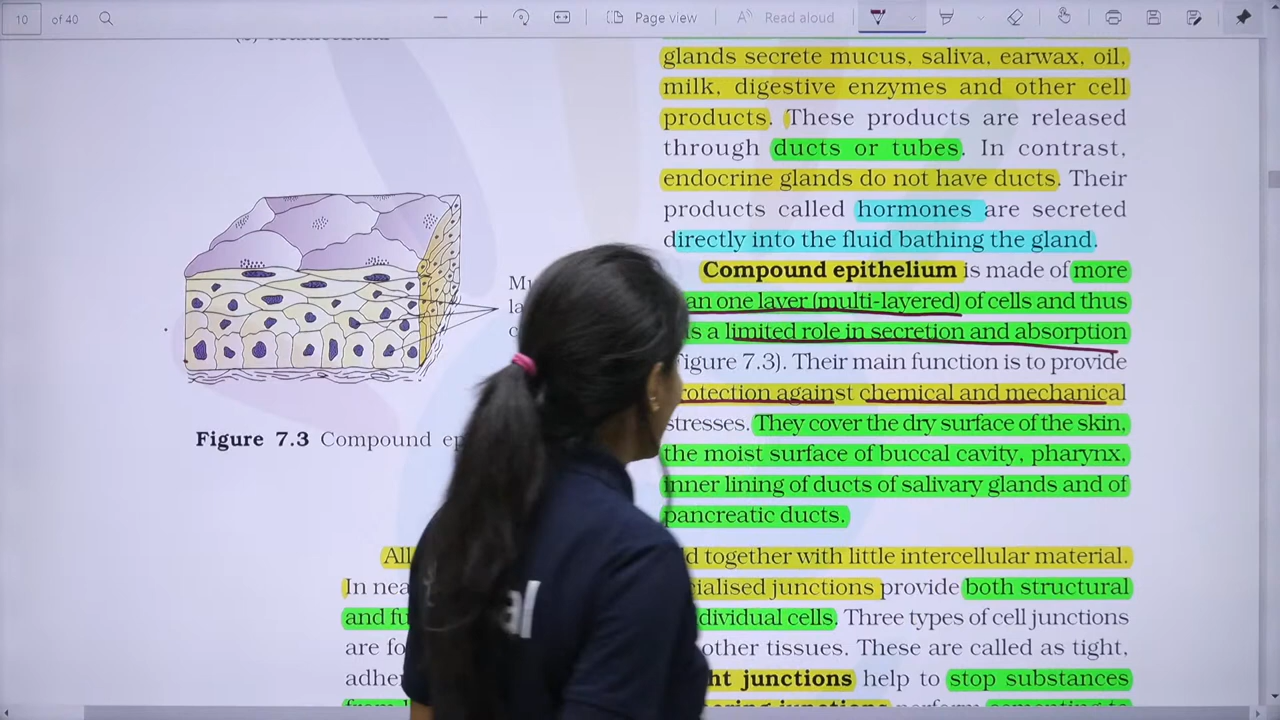 10 of 40 Page view Read aloud
glands secrete mucus, saliva, earwax, oil,
milk, digestive enzymes and other cell
products. These products are released
through ducts or tubes. In contrast,
endocrine glands do not have ducts. Their
products called hormones are secreted
directly into the fluid bathing the gland.
Compound epithelium is made of more
an one layer (multi-layered) of cells and thus
s a limited role in secretion and absorption
Figure 7.3). Their main function is to provide
rotection against chemical and mechanical
stresses. They cover the dry surface of the skin,
the moist surface of buccal cavity, pharynx,
inner lining of ducts of salivary glands and of
pancreatic ducts.
Mu
la
c
Figure 7.3 Compound ep
All d together with little intercellular material.
In nea ialised junctions provide both structural
and fu dividual cells. Three types of cell junctions
are fo other tissues. These are called as tight,
adhe ht junctions help to stop substances
al